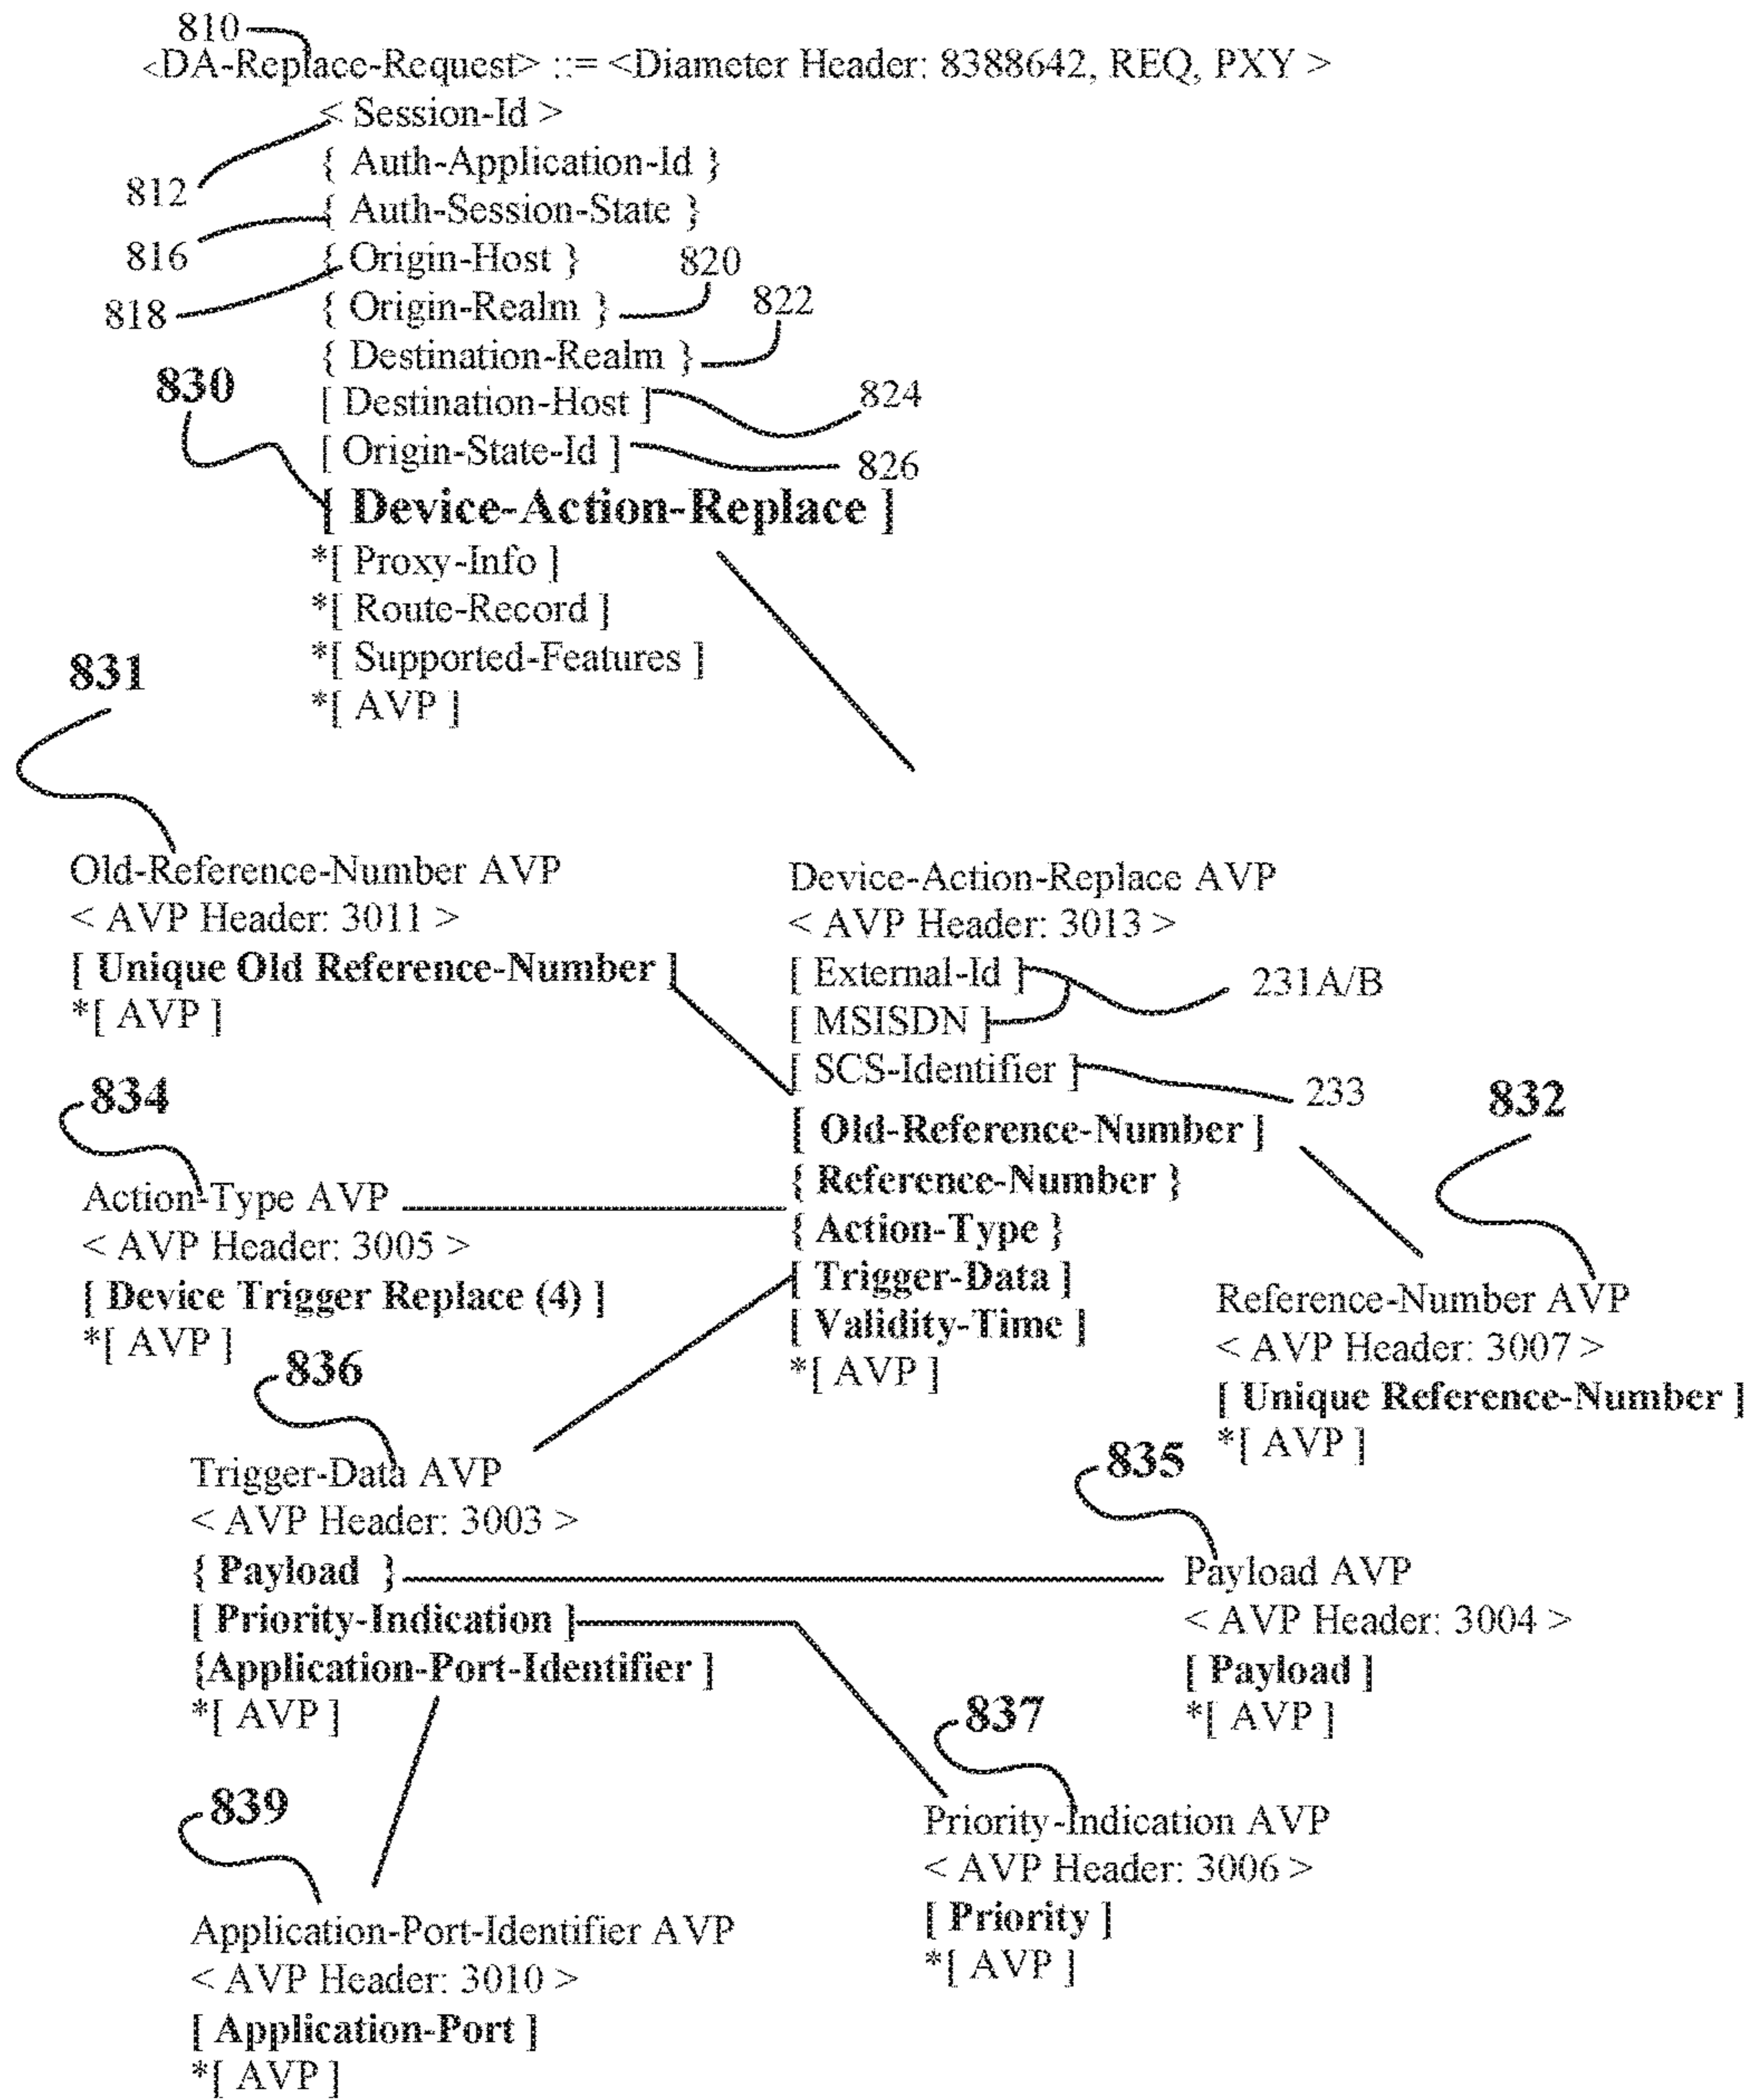 810
<DA-Replace-Request> ::= <Diameter Header: 8388642, REQ, PXY >
< Session-Id >
{ Auth-Application-Id }
812
{ Auth-Session-State }
816
{ Origin-Host }
820
818
{ Origin-Realm }
822
{ Destination-Realm }
830
[ Destination-Host ]
824
[ Origin-State-Id ]
826
[ Device-Action-Replace ]
*[ Proxy-Info ]
*[ Route-Record ]
*[ Supported-Features ]
*[ AVP ]
831
Old-Reference-Number AVP
< AVP Header: 3011 >
[ Unique Old Reference-Number ]
*[ AVP ]
Device-Action-Replace AVP
< AVP Header: 3013 >
[ External-Id ]
231A/B
[ MSISDN ]
[ SCS-Identifier ]
233
[ Old-Reference-Number ]
{ Reference-Number }
{ Action-Type }
[ Trigger-Data ]
[ Validity-Time ]
*[ AVP ]
834
Action-Type AVP
< AVP Header: 3005 >
[ Device Trigger Replace (4) ]
*[ AVP ]
832
Reference-Number AVP
< AVP Header: 3007 >
[ Unique Reference-Number ]
*[ AVP ]
836
Trigger-Data AVP
< AVP Header: 3003 >
{ Payload }
[ Priority-Indication ]
{Application-Port-Identifier ]
*[ AVP ]
835
Payload AVP
< AVP Header: 3004 >
[ Payload ]
*[ AVP ]
837
Priority-Indication AVP
< AVP Header: 3006 >
[ Priority ]
*[ AVP ]
839
Application-Port-Identifier AVP
< AVP Header: 3010 >
[ Application-Port ]
*[ AVP ]